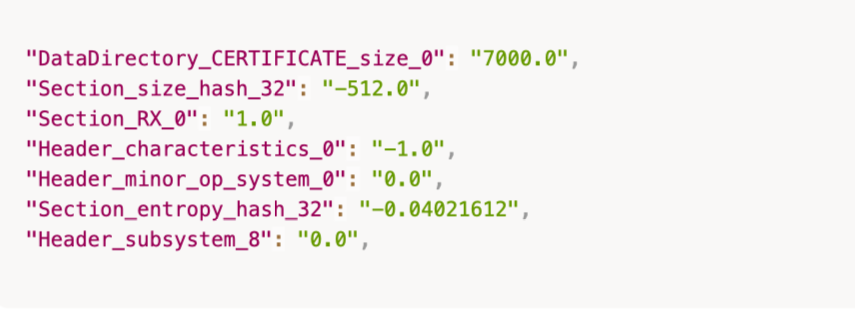 "DataDirectory_CERTIFICATE_size_0": "7000.0",
"Section_size_hash_32": "-512.0",
"Section_RX_0": "1.0",
"Header_characteristics_0": "-1.0",
"Header_minor_op_system_0": "0.0",
"Section_entropy_hash_32": "-0.04021612",
"Header_subsystem_8": "0.0",